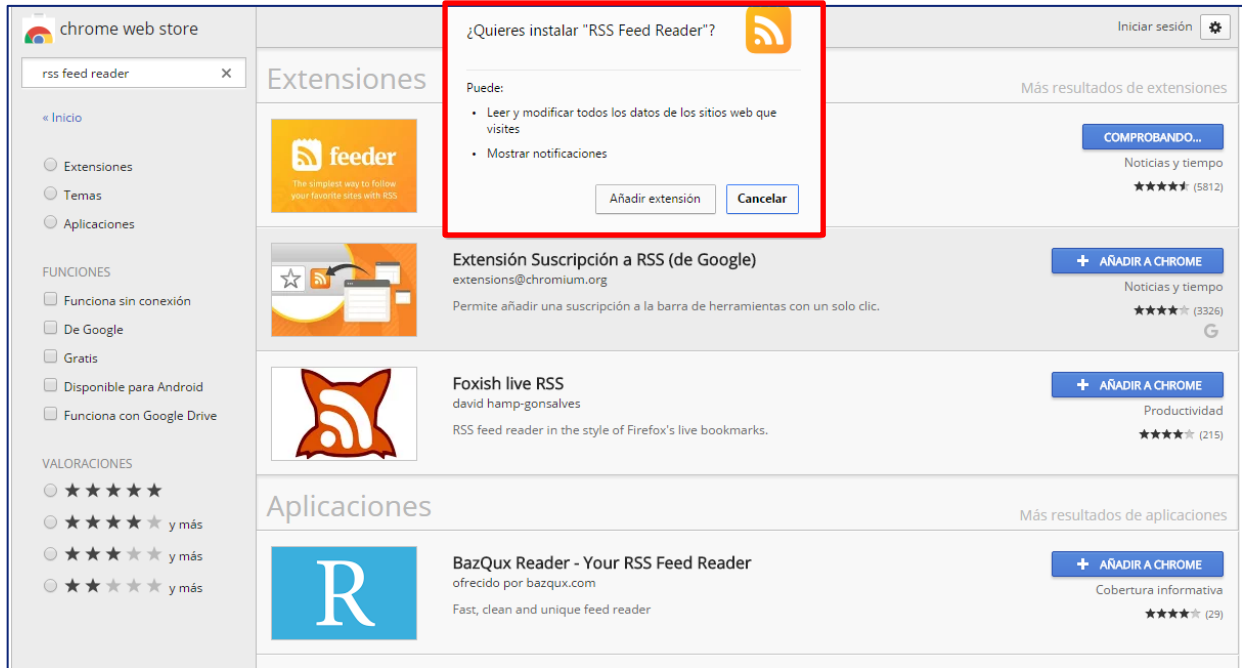 chrome web store
rss feed reader ×
« Inicio
Extensiones
Temas
Aplicaciones
FUNCIONES
Funciona sin conexión
De Google
Gratis
Disponible para Android
Funciona con Google Drive
VALORACIONES
y más
y más
y más
Iniciar sesión
¿Quieres instalar "RSS Feed Reader"?
Puede:
• Leer y modificar todos los datos de los sitios web que
visites
• Mostrar notificaciones
Añadir extensión
Cancelar
Extensiones
Más resultados de extensiones
feeder
The simplest way to follow
your favorite sites with RSS
COMPROBANDO...
Noticias y tiempo
(5812)
Extensión Suscripción a RSS (de Google)
extensions@chromium.org
Permite añadir una suscripción a la barra de herramientas con un solo clic.
+ AÑADIR A CHROME
Noticias y tiempo
(3326)
G
Foxish live RSS
david hamp-gonsalves
RSS feed reader in the style of Firefox's live bookmarks.
+ AÑADIR A CHROME
Productividad
(215)
Aplicaciones
Más resultados de aplicaciones
R
BazQux Reader - Your RSS Feed Reader
ofrecido por bazqux.com
Fast, clean and unique feed reader
+ AÑADIR A CHROME
Cobertura informativa
(29)